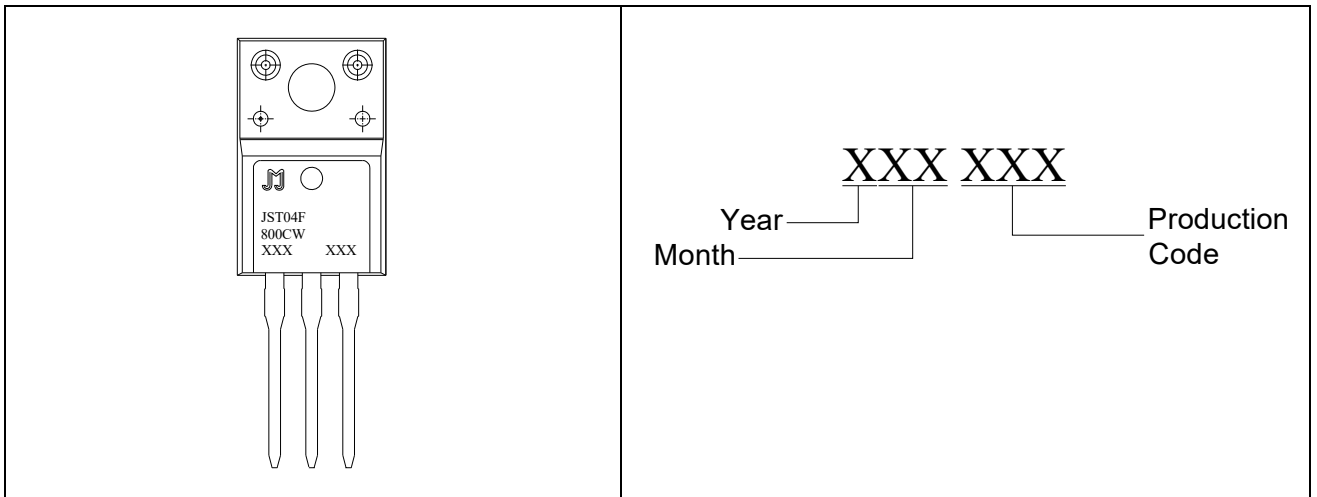 JST04F
800CW
XXX XXX
XXX XXX
Year
Month
Production
Code